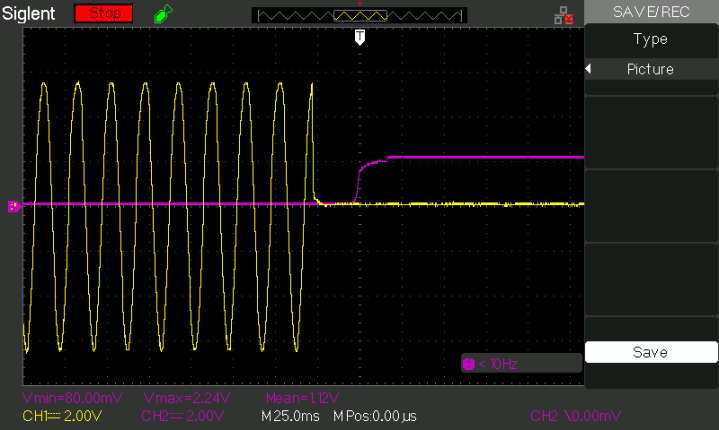 Siglent Stop SAVE/REC
T
Type
Picture
< 10Hz
Save
Vmin=80.00mV Vmax=2.24V Mean=1.12V
CH1 2.00V CH2 2.00V M25.0ms M Pos:0.00µs CH2 \0.00mV